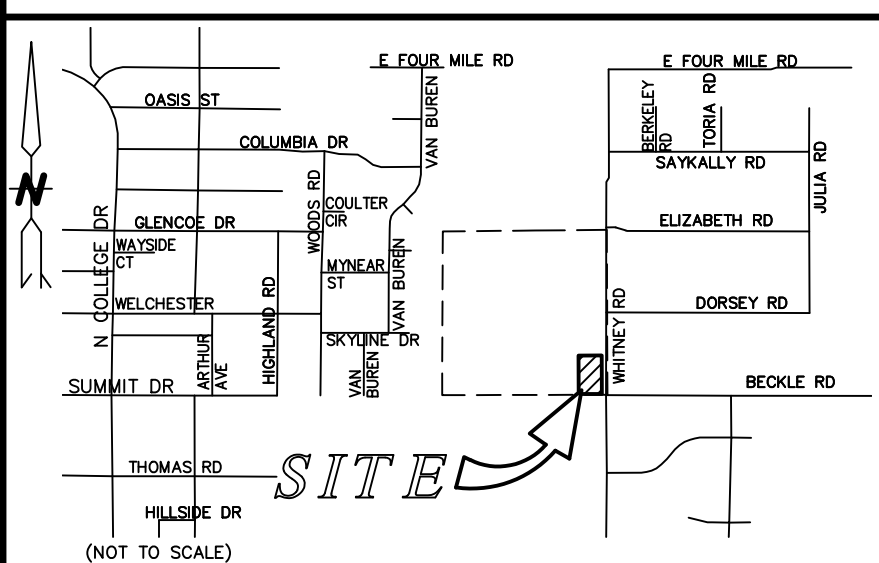 E FOUR MILE RD
E FOUR MILE RD
OASIS ST
VAN BUREN
BERKELEY
RD
TORIA RD
COLUMBIA DR
SAYKALLY RD
JULIA RD
N
WOODS RD
COULTER
CIR
GLENCOE DR
ELIZABETH RD
N COLLEGE DR
WAYSIDE
CT
MYNEAR
ST
VAN BUREN
HIGHLAND RD
WELCHESTER
DORSEY RD
WHITNEY RD
ARTHUR
AVE
SKYLINE DR
VAN
BUREN
SUMMIT DR
BECKLE RD
THOMAS RD
SITE
HILLSIDE DR
(NOT TO SCALE)